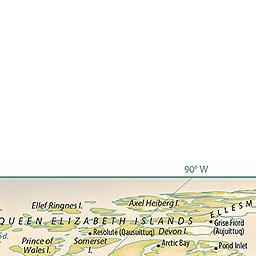 90° W
Ellef Ringnes I.
Axel Heiberg I.
ELLESM
QUEEN ELIZABETH ISLANDS
Grise Fiord
(Aujuittuq)
Resolute (Qausuittuq)
Devon I.
Prince of
Wales I.
Somerset
I.
Arctic Bay
Pond Inlet